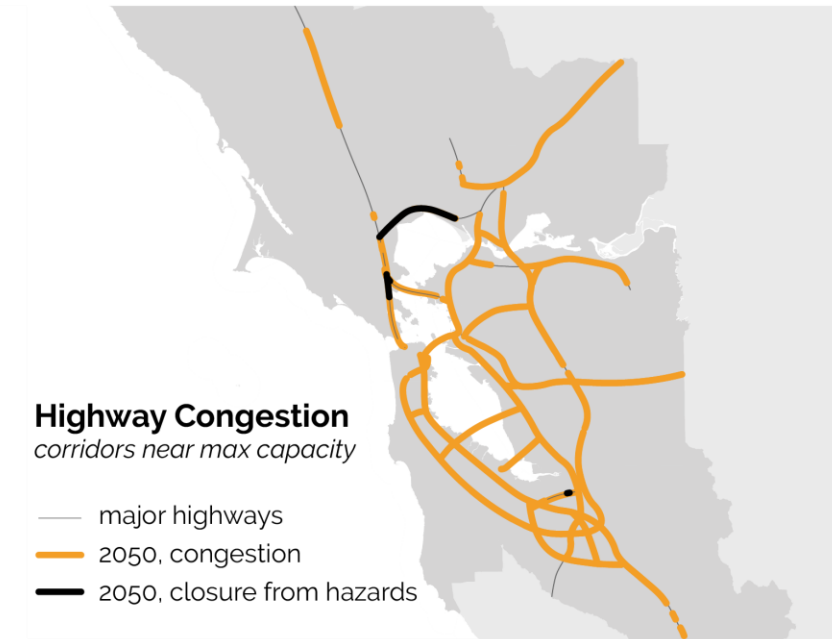 Highway Congestion
corridors near max capacity
major highways
2050, congestion
2050, closure from hazards